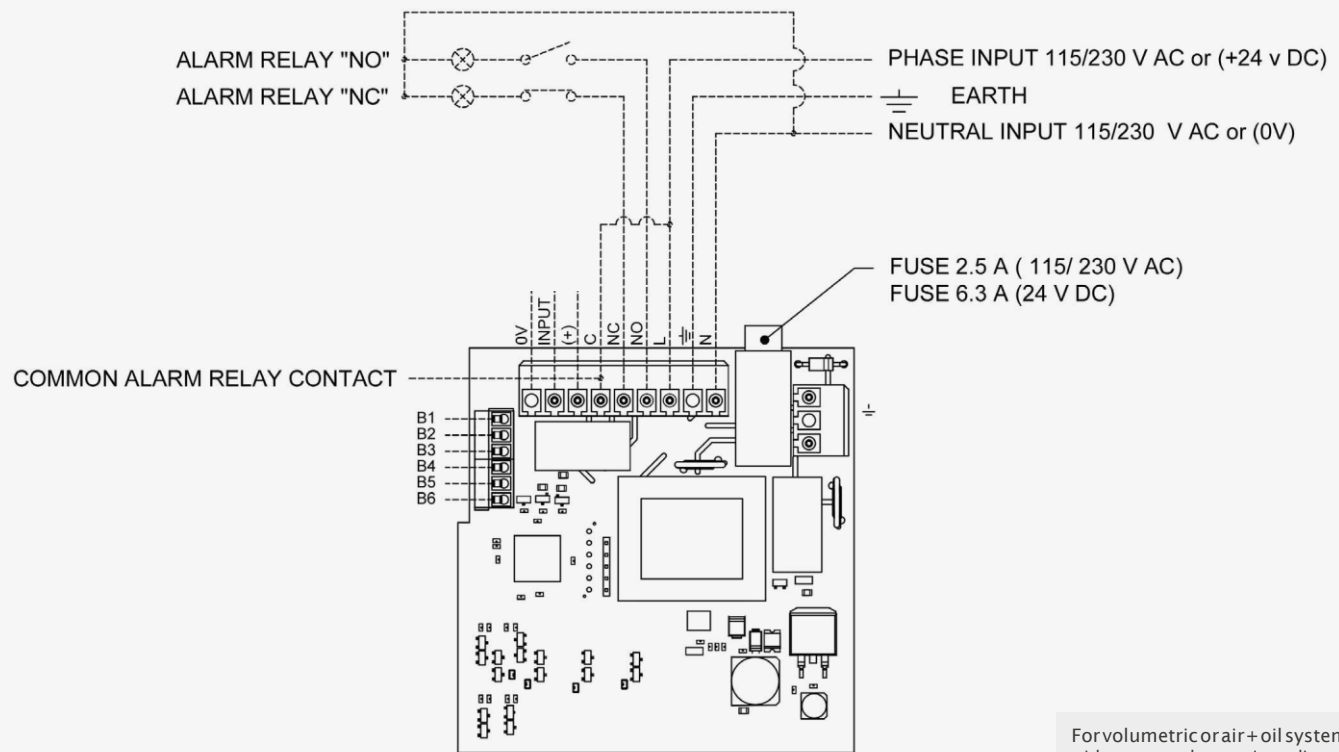 ALARM RELAY "NO"
ALARM RELAY "NC"
PHASE INPUT 115/230 V AC or (+24 v DC)
EARTH
NEUTRAL INPUT 115/230 V AC or (0V)
FUSE 2.5 A ( 115/ 230 V AC)
FUSE 6.3 A (24 V DC)
0V
INPUT
(+)
C
NC
NO
L
N
COMMON ALARM RELAY CONTACT
B1
B2
B3
B4
B5
B6
For volumetric or air + oil system